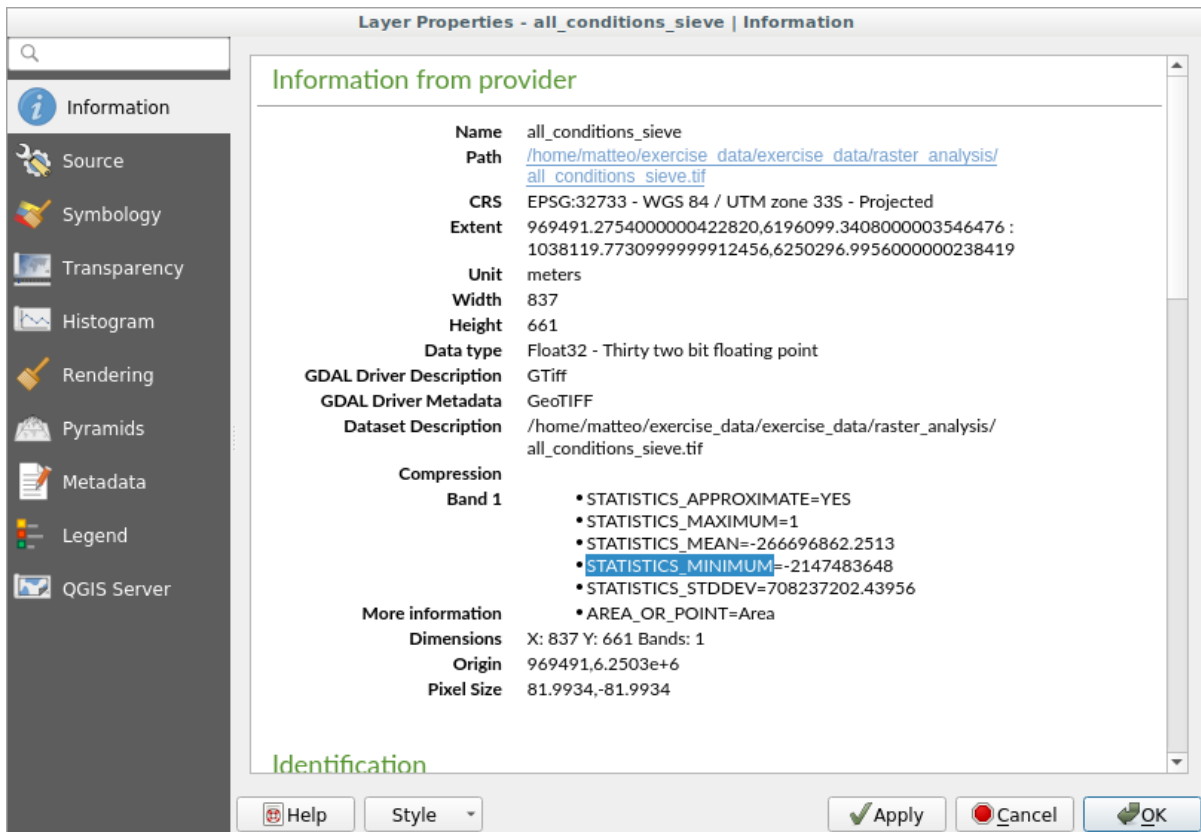 Layer Properties - all_conditions_sieve | Information
Information
Source
Symbology
Transparency
Histogram
Rendering
Pyramids
Metadata
Legend
QGIS Server
Information from provider
Name all_conditions_sieve
Path /home/matteo/exercise_data/exercise_data/raster_analysis/
all_conditions_sieve.tif
CRS EPSG:32733 - WGS 84 / UTM zone 33S - Projected
Extent 969491.2754000000422820,6196099.3408000003546476 :
1038119.7730999999912456,6250296.9956000000238419
Unit meters
Width 837
Height 661
Data type Float32 - Thirty two bit floating point
GDAL Driver Description GTiff
GDAL Driver Metadata GeoTIFF
Dataset Description /home/matteo/exercise_data/exercise_data/raster_analysis/
all_conditions_sieve.tif
Compression
Band 1 • STATISTICS_APPROXIMATE=YES
• STATISTICS_MAXIMUM=1
• STATISTICS_MEAN=-266696862.2513
• STATISTICS_MINIMUM=-2147483648
• STATISTICS_STDDEV=708237202.43956
More information • AREA_OR_POINT=Area
Dimensions X: 837 Y: 661 Bands: 1
Origin 969491,6.2503e+6
Pixel Size 81.9934,-81.9934
Identification
Help
Style
Apply
Cancel
OK